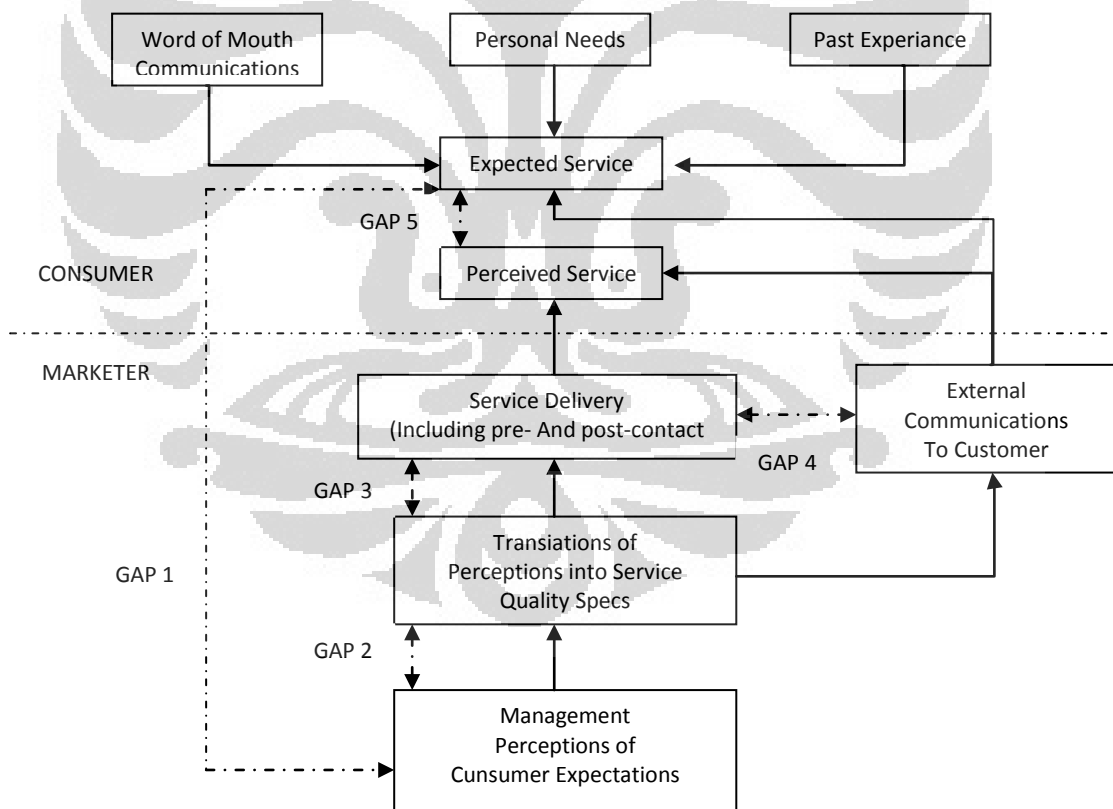 Word of Mouth
Communications
Personal Needs
Past Experiance
Expected Service
GAP 5
CONSUMER
Perceived Service
MARKETER
Service Delivery
(Including pre- And post-contact
External
Communications
To Customer
GAP 4
GAP 3
Transiations of
Perceptions into Service
Quality Specs
GAP 1
GAP 2
Management
Perceptions of
Cunsumer Expectations